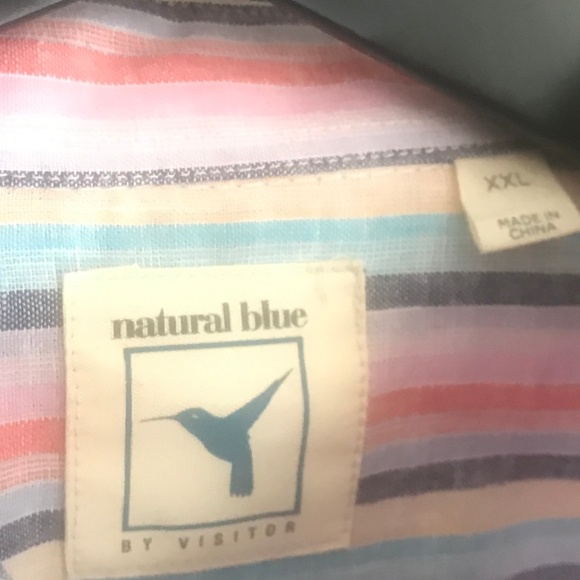 XXL
MADE IN
CHINA
natural blue
BY VISITOR